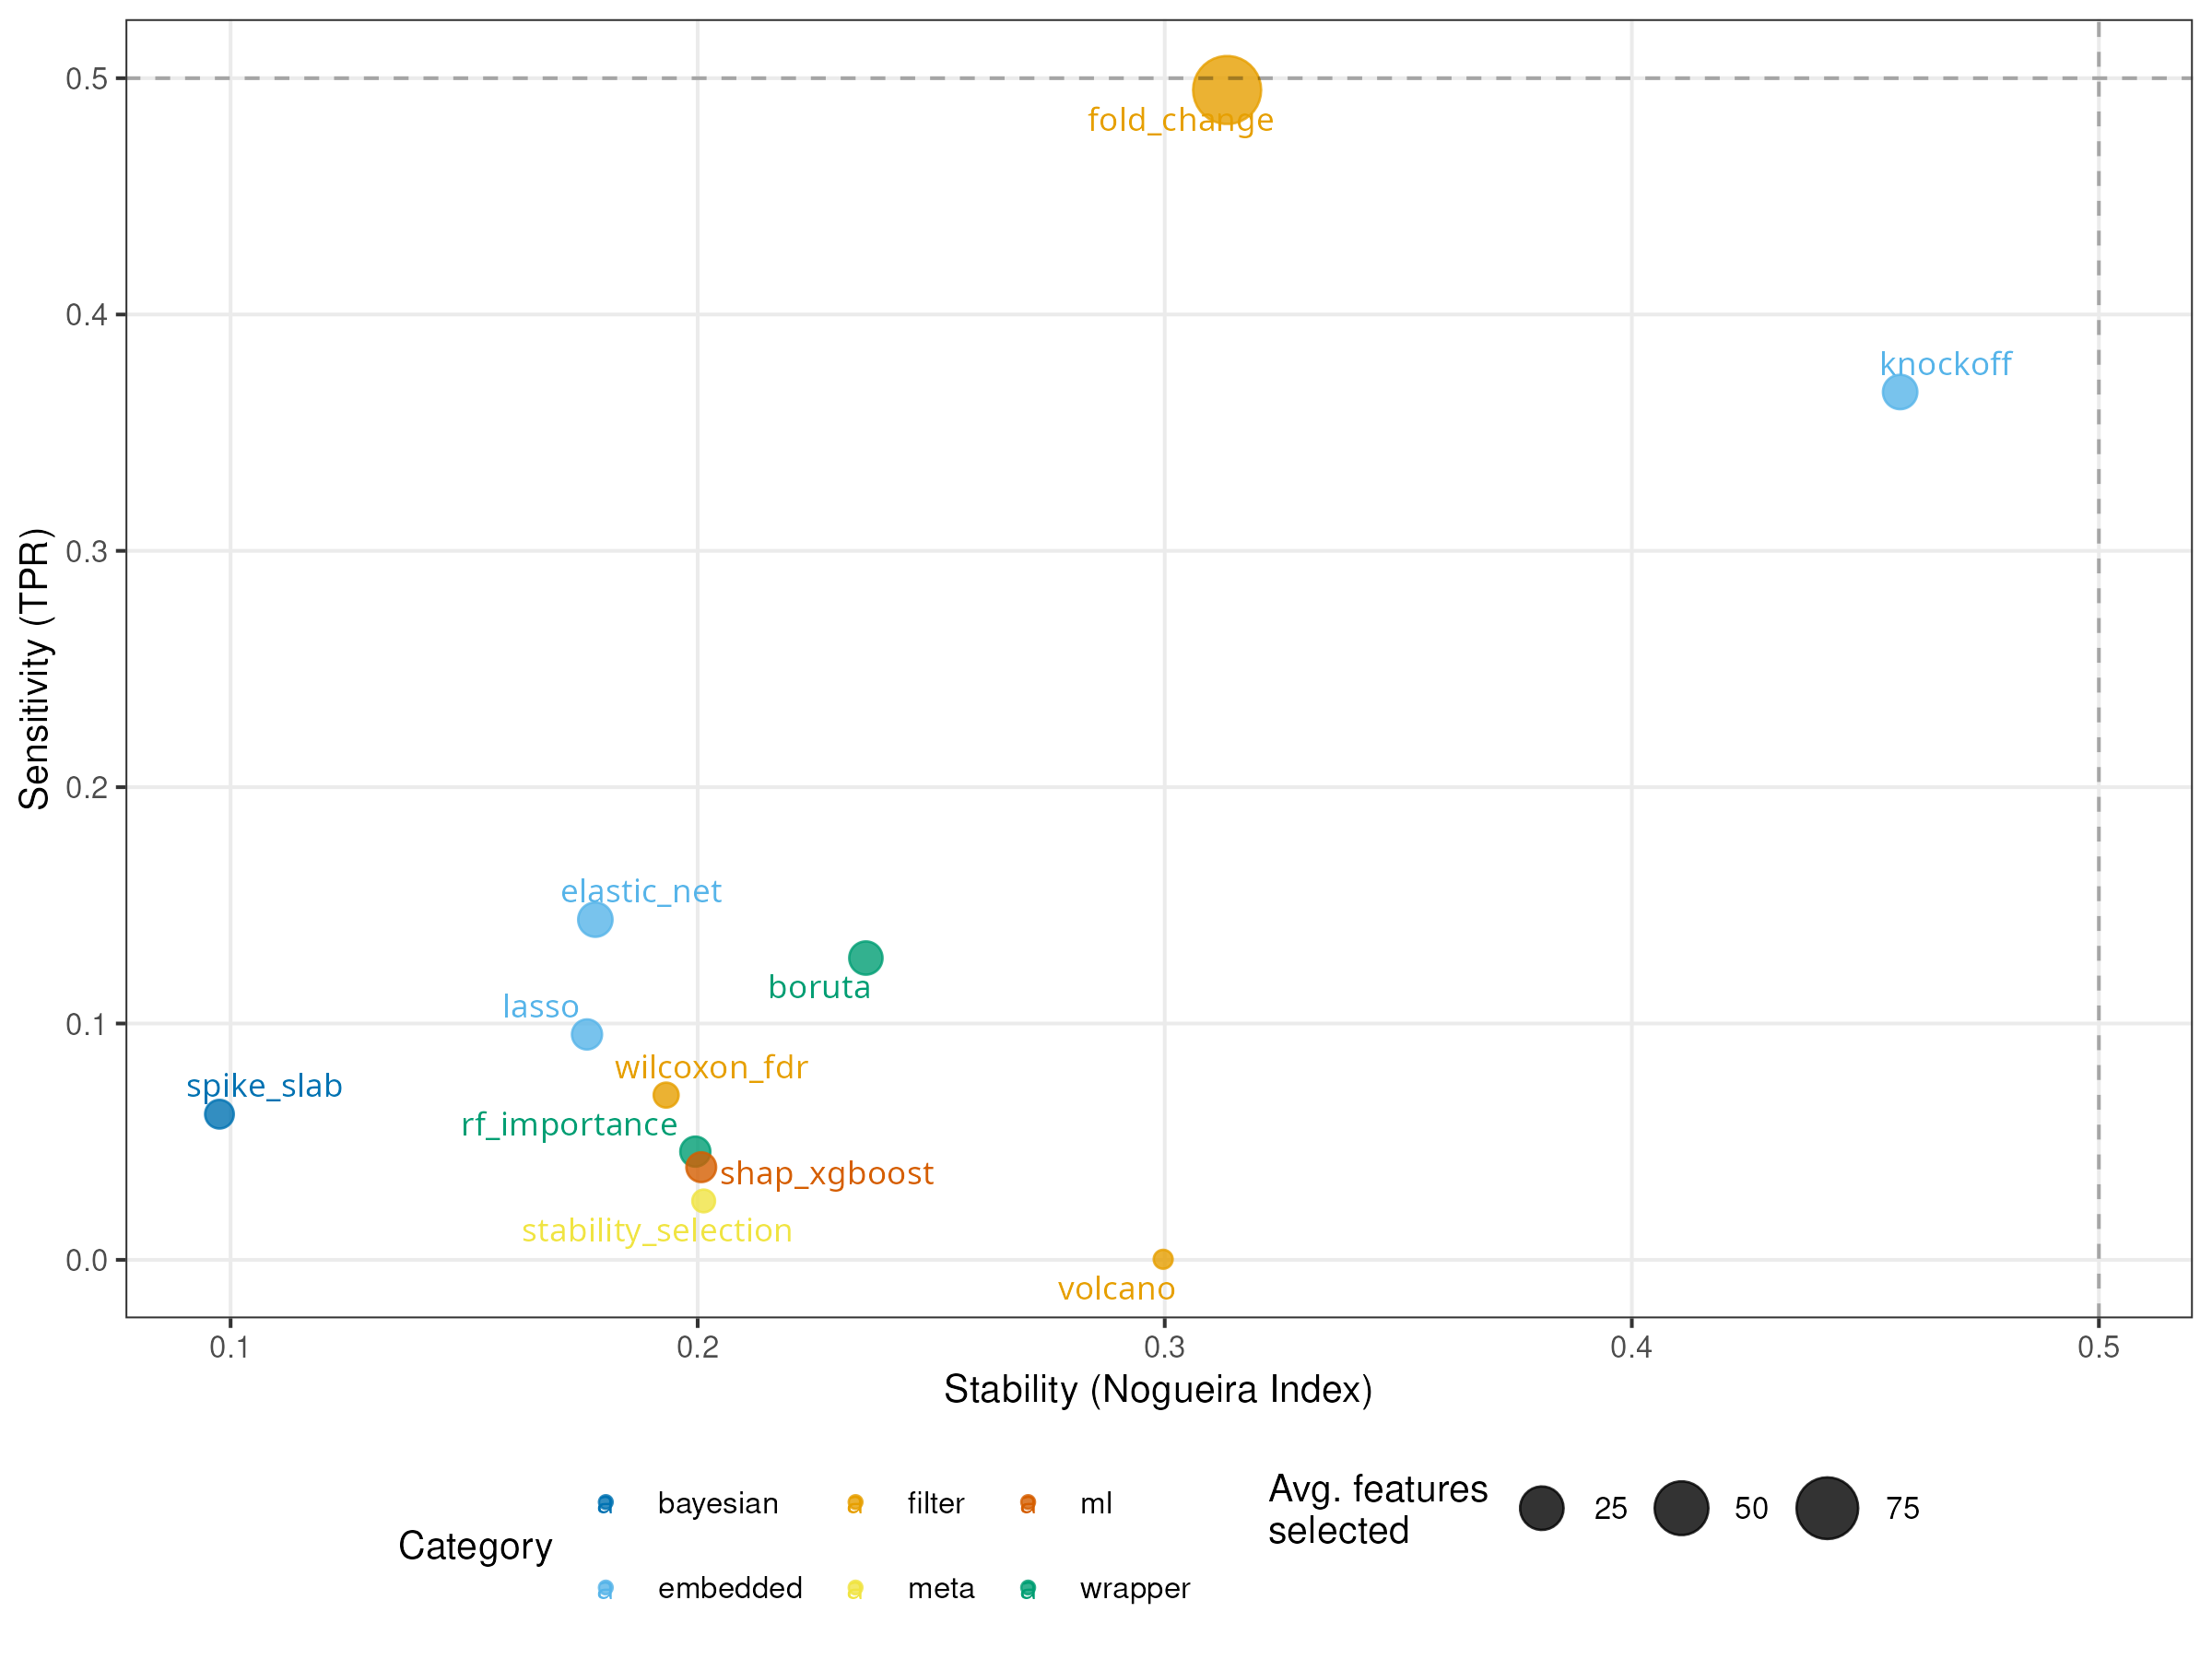 0.5
fold_change
knockoff
0.4
0.3
Sensitivity (TPR)
0.2
elastic_net
boruta
lasso
0.1
wilcoxon_fdr
spike_slab
rf_importance
shap_xgboost
stability_selection
0.0
volcano
0.1 0.2 0.3 0.4 0.5
Stability (Nogueira Index)
Category
a bayesian a filter a ml
a embedded a meta a wrapper
Avg. features
selected
25 50 75